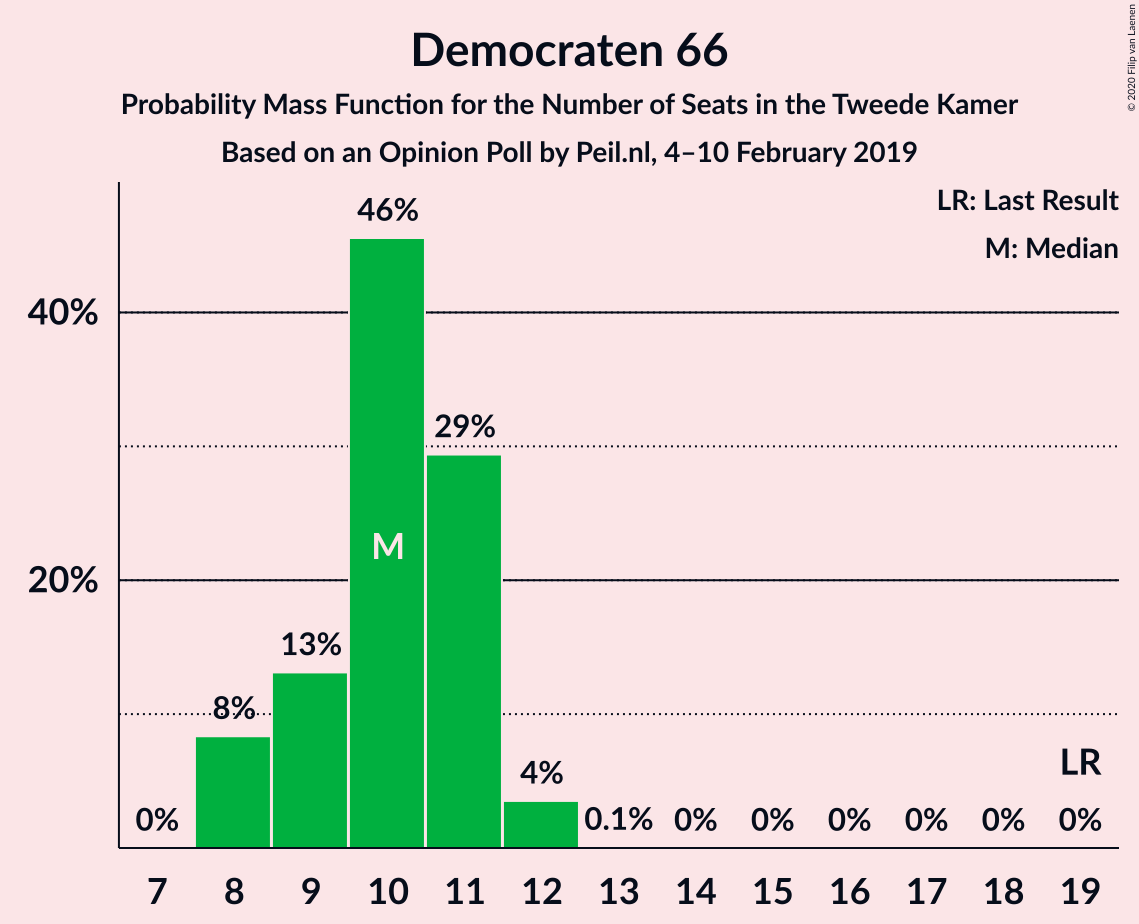 Democraten 66
Probability Mass Function for the Number of Seats in the Tweede Kamer
Based on an Opinion Poll by Peil.nl, 4–10 February 2019
© 2020 Filip van Laenen
LR: Last Result
M: Median
40%
20%
0%
8%
13%
46%
M
29%
4%
0.1%
0%
0%
0%
0%
0%
LR
0%
7 8 9 10 11 12 13 14 15 16 17 18 19